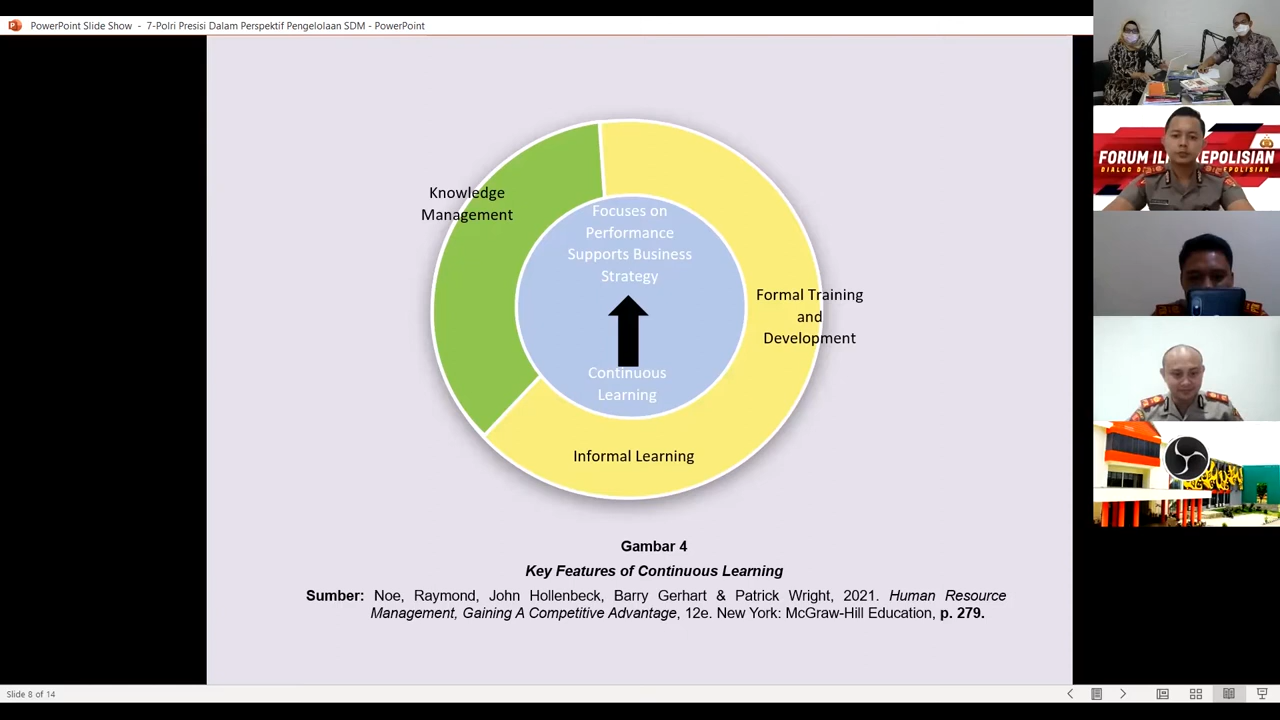 PowerPoint Slide Show - 7-Polri Presisi Dalam Perspektif Pengelolaan SDM - PowerPoint
Knowledge
Management
Focuses on
Performance
Supports Business
Strategy
Formal Training
and
Development
Continuous
Learning
Informal Learning
Gambar 4
Key Features of Continuous Learning
Sumber: Noe, Raymond, John Hollenbeck, Barry Gerhart & Patrick Wright, 2021. Human Resource
Management, Gaining A Competitive Advantage, 12e. New York: McGraw-Hill Education, p. 279.
FORUM EPOLISIAN
DIALOG EPOLISIAN
Slide 8 of 14